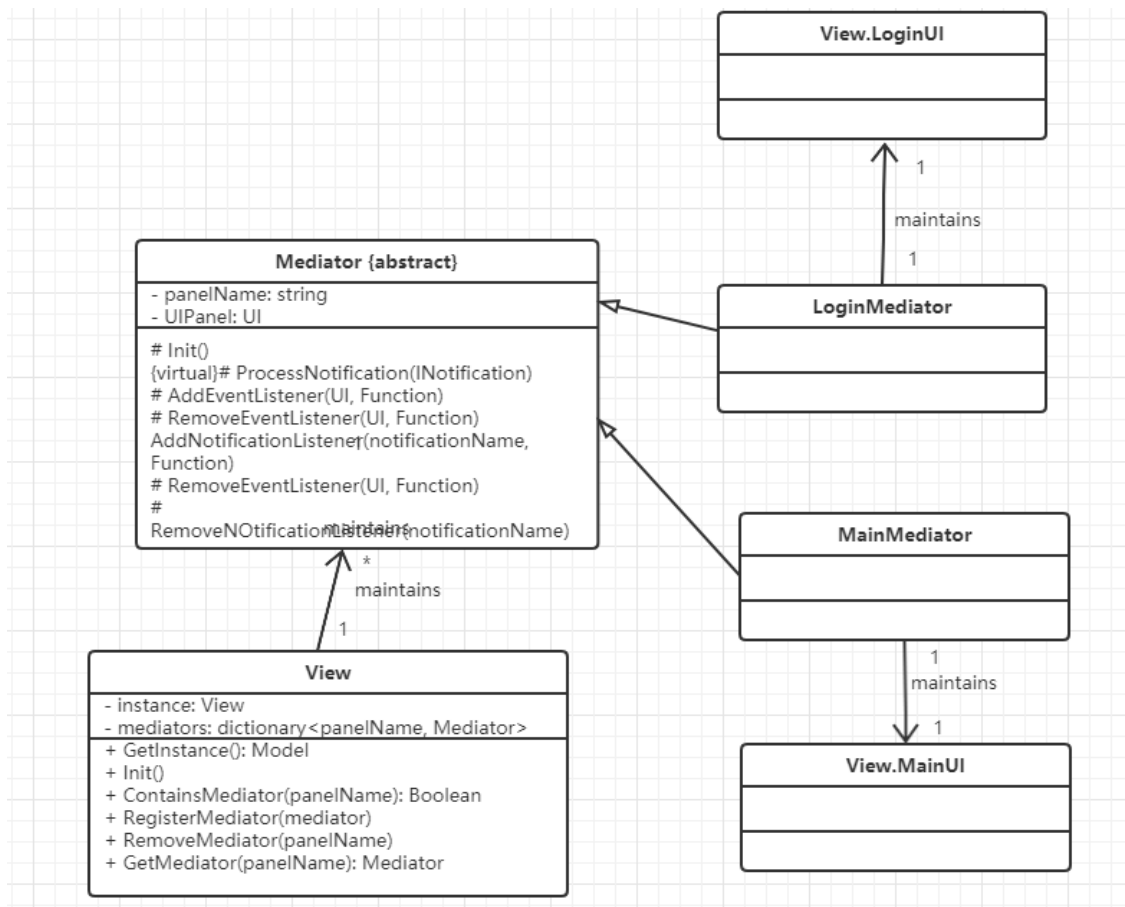 View.LoginUI
1
maintains
1
Mediator {abstract}
- panelName: string
- UIPanel: UI
# Init()
{virtual}# ProcessNotification(INotification)
# AddEventListener(UI, Function)
# RemoveEventListener(UI, Function)
AddNotificationListener(notificationName,
Function)
# RemoveEventListener(UI, Function)
#
RemoveNOtificationListener(notificationName)
maintains
*
maintains
1
LoginMediator
MainMediator
1
maintains
1
View.MainUI
View
- instance: View
- mediators: dictionary<panelName, Mediator>
+ GetInstance(): Model
+ Init()
+ ContainsMediator(panelName): Boolean
+ RegisterMediator(mediator)
+ RemoveMediator(panelName)
+ GetMediator(panelName): Mediator